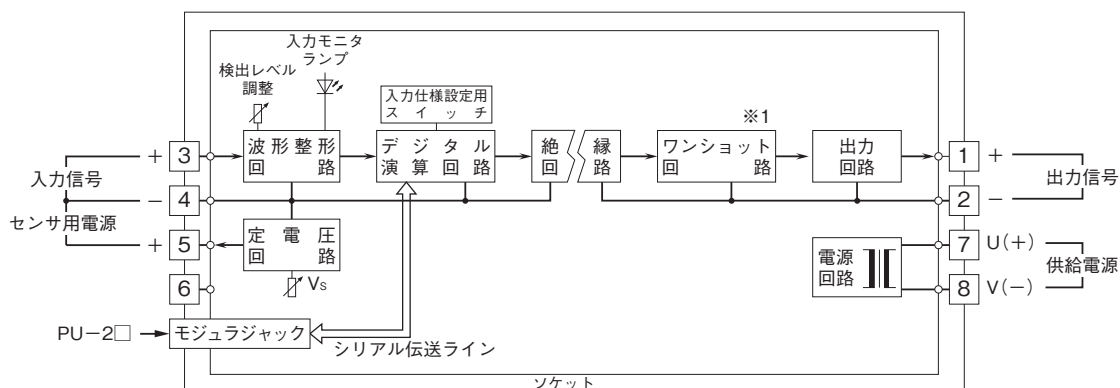 入力モニタ
ランプ
検出レベル
調整
入力仕様設定用
スイッチ
※1
波形整形
回路
デジタル
演算回路
絶縁
回路
ワンショット
回路
出力
回路
+ 3
入力信号
− 4
センサ用電源
+ 5
6
定電圧
回路
Vs
1 +
出力信号
2 −
電源
回路
7 U(+)
供給電源
8 V(−)
PU−2□
モジュラジャック
シリアル伝送ライン
ソケット